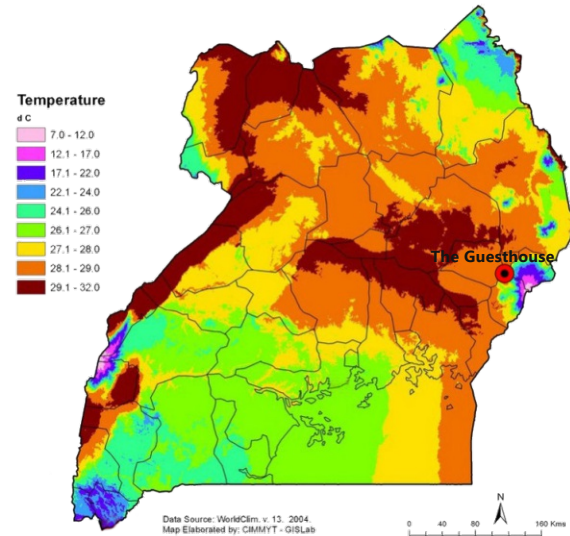 Temperature
d C
7.0 - 12.0
12.1 - 17.0
17.1 - 22.0
22.1 - 24.0
24.1 - 26.0
26.1 - 27.0
27.1 - 28.0
28.1 - 29.0
29.1 - 32.0
The Guesthouse
Data Source: WorldClim. v. 13. 2004.
Map Elaborated by: CIMMYT - GISLab
N
0 40 80 120 160 Kms